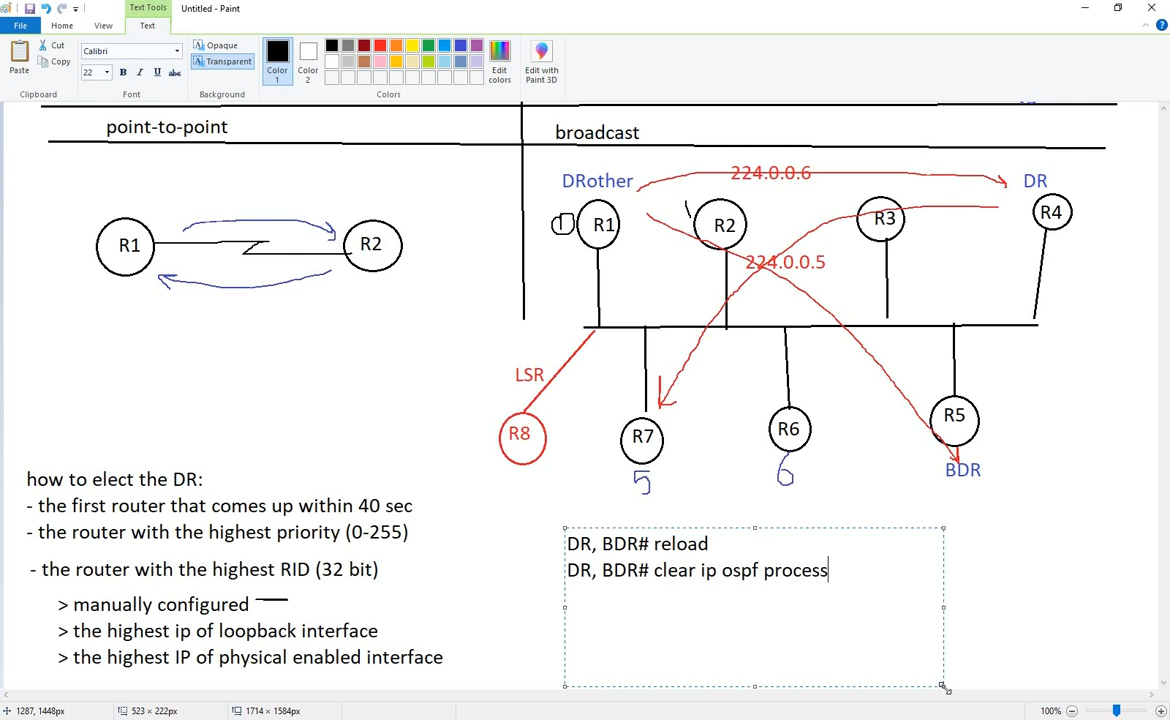 Untitled - Paint
Text Tools
File
Home
View
Text
Paste
Cut
Copy
Clipboard
Calibri
22
B I U abc
Font
Opaque
Transparent
Background
Color 1
Color 2
Edit colors
Colors
Edit with Paint 3D
point-to-point
broadcast
R1
R2
DRother
224.0.0.6
DR
1
R1
R2
R3
R4
224.0.0.5
LSR
R8
R7
R6
R5
5
6
BDR
how to elect the DR:
- the first router that comes up within 40 sec
- the router with the highest priority (0-255)
- the router with the highest RID (32 bit)
> manually configured
> the highest ip of loopback interface
> the highest IP of physical enabled interface
DR, BDR# reload
DR, BDR# clear ip ospf process
1287, 1448px
523 × 222px
1714 × 1584px
100%